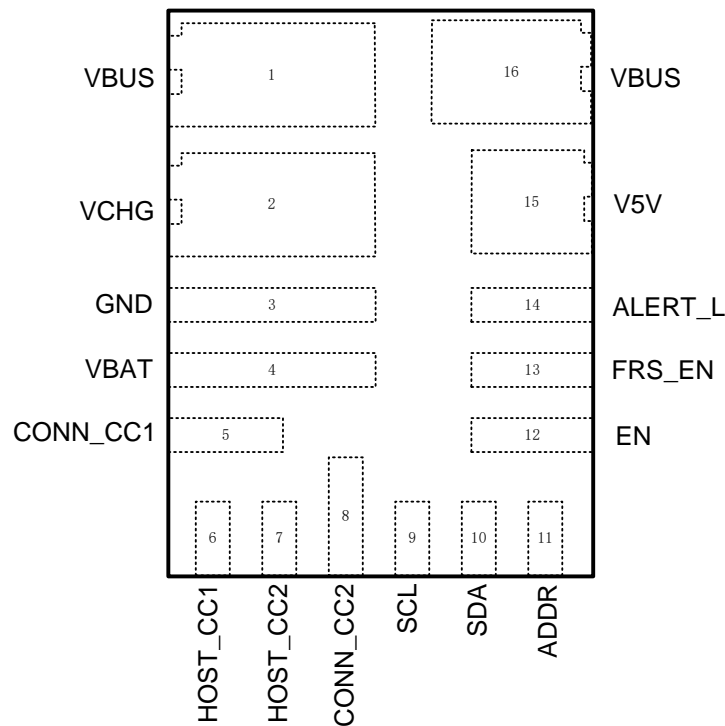 VBUS 1 16 VBUS
VCHG 2 15 V5V
GND 3 14 ALERT_L
VBAT 4 13 FRS_EN
CONN_CC1 5 12 EN
6 7 8 9 10 11
HOST_CC1
HOST_CC2
CONN_CC2
SCL
SDA
ADDR